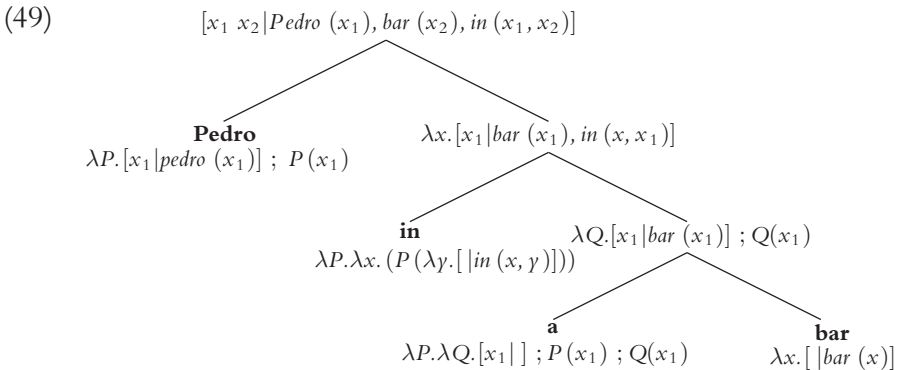 (49)
[x₁ x₂|Pedro (x₁), bar (x₂), in (x₁, x₂)]
Pedro
λP.[x₁|pedro (x₁)] ; P(x₁)
λx.[x₁|bar (x₁), in (x, x₁)]
in
λP.λx.(P(λy.[ |in (x, y)]))
λQ.[x₁|bar (x₁)] ; Q(x₁)
a
λP.λQ.[x₁| ] ; P(x₁) ; Q(x₁)
bar
λx.[ |bar (x)]